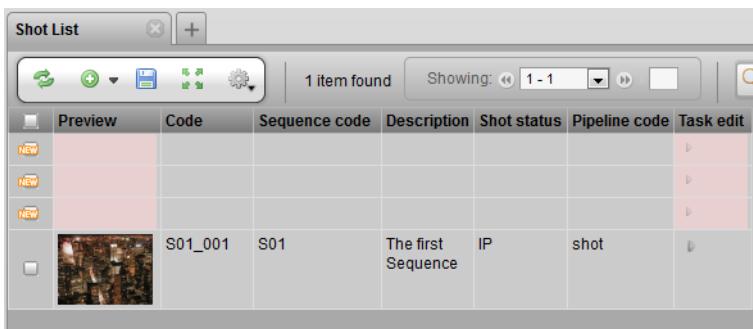 Shot List
1 item found
Showing:
1 - 1
Preview Code Sequence code Description Shot status Pipeline code Task edit
NEW
NEW
NEW
S01_001 S01 The first IP shot
Sequence